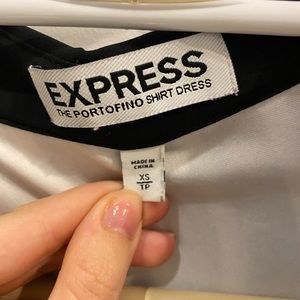 EXPRESS
THE PORTOFINO SHIRT DRESS
MADE IN
CHINA
XS
TP